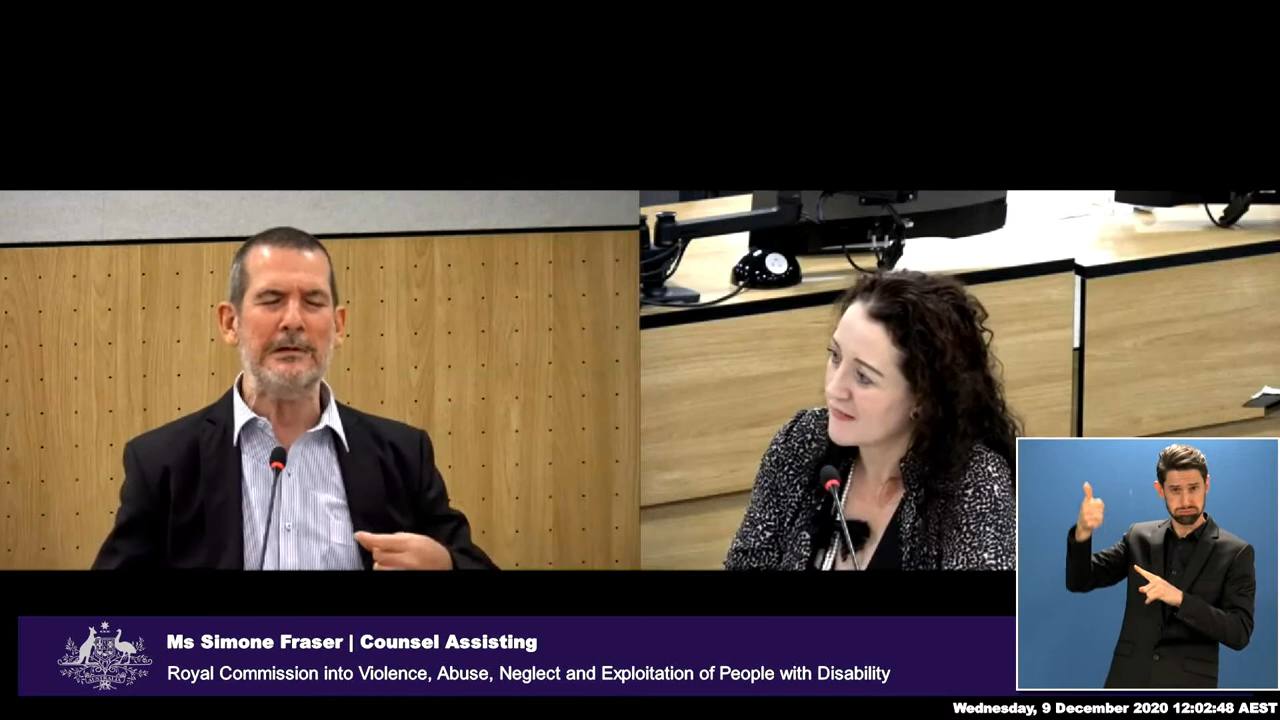 Ms Simone Fraser | Counsel Assisting
Royal Commission into Violence, Abuse, Neglect and Exploitation of People with Disability
Wednesday, 9 December 2020 12:02:48 AEST